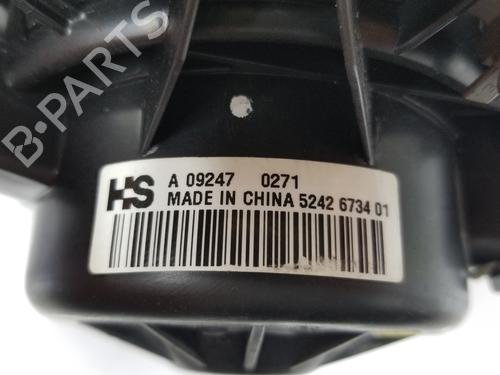 B-PARTS
HS A 09247 0271
MADE IN CHINA 5242 6734 01